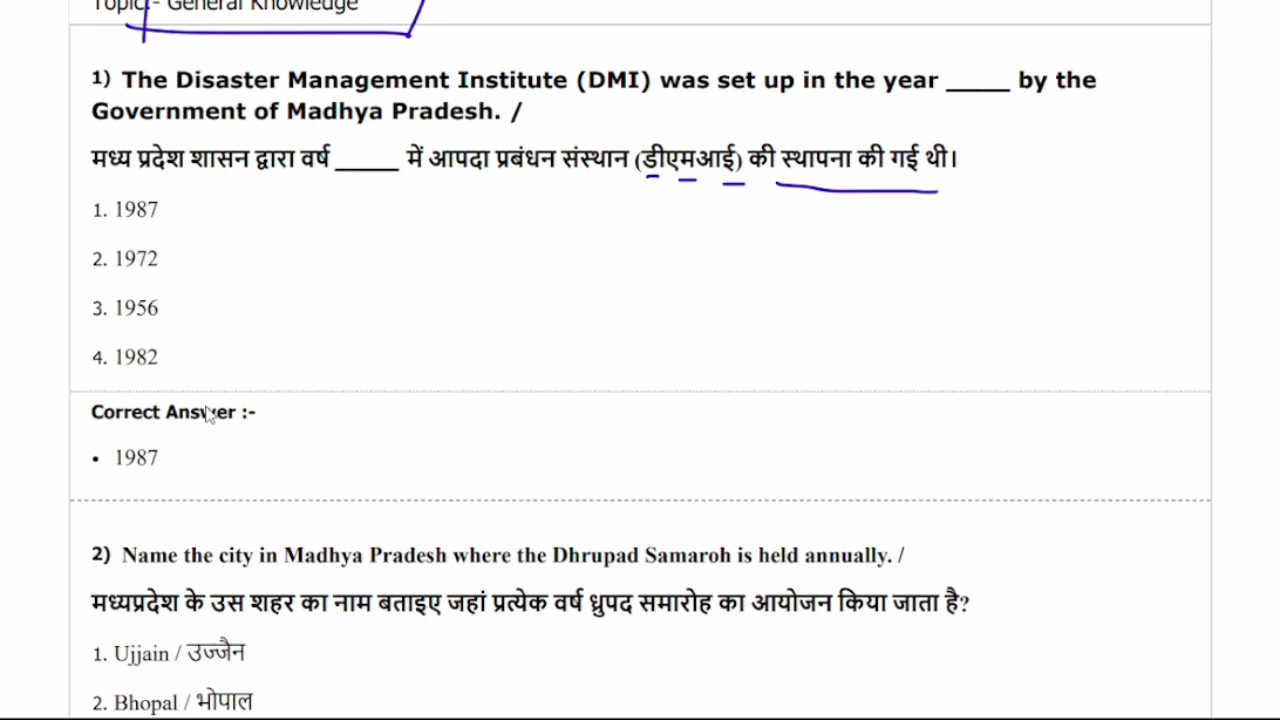 Topic:- General Knowledge
1) The Disaster Management Institute (DMI) was set up in the year _____ by the
Government of Madhya Pradesh. /
मध्य प्रदेश शासन द्वारा वर्ष _____ में आपदा प्रबंधन संस्थान (डीएमआई) की स्थापना की गई थी।
1. 1987
2. 1972
3. 1956
4. 1982
Correct Answer :-
• 1987
2) Name the city in Madhya Pradesh where the Dhrupad Samaroh is held annually. /
मध्यप्रदेश के उस शहर का नाम बताइए जहां प्रत्येक वर्ष ध्रुपद समारोह का आयोजन किया जाता है?
1. Ujjain / उज्जैन
2. Bhopal / भोपाल